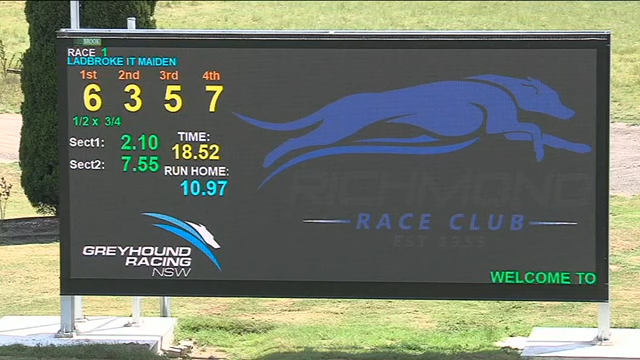 RACE 1
LADBROKE IT MAIDEN
1st 2nd 3rd 4th
6 3 5 7
1/2 x 3/4
Sect1: 2.10
Sect2: 7.55
TIME:
18.52
RUN HOME:
10.97
GREYHOUND
RACING
NSW
RICHMOND
RACE CLUB
WELCOME TO